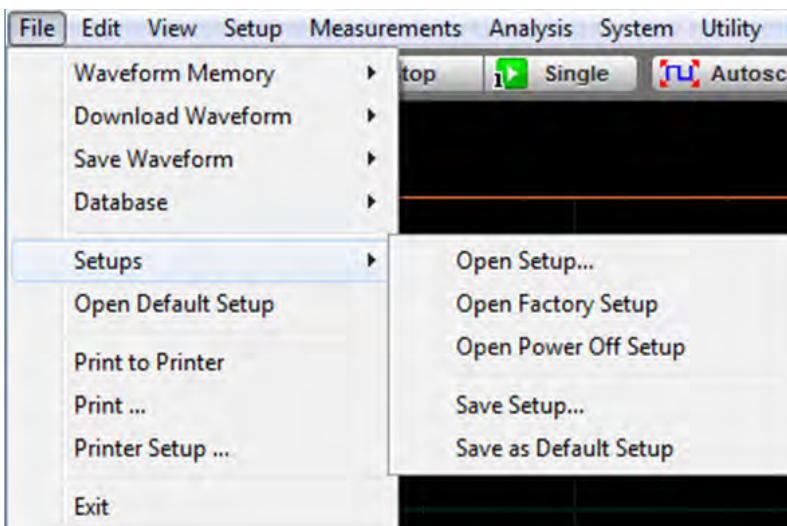 File Edit View Setup Measurements Analysis System Utility
top Single Autosc
Waveform Memory
Download Waveform
Save Waveform
Database
Setups
Open Default Setup
Print to Printer
Print ...
Printer Setup ...
Exit
Open Setup...
Open Factory Setup
Open Power Off Setup
Save Setup...
Save as Default Setup